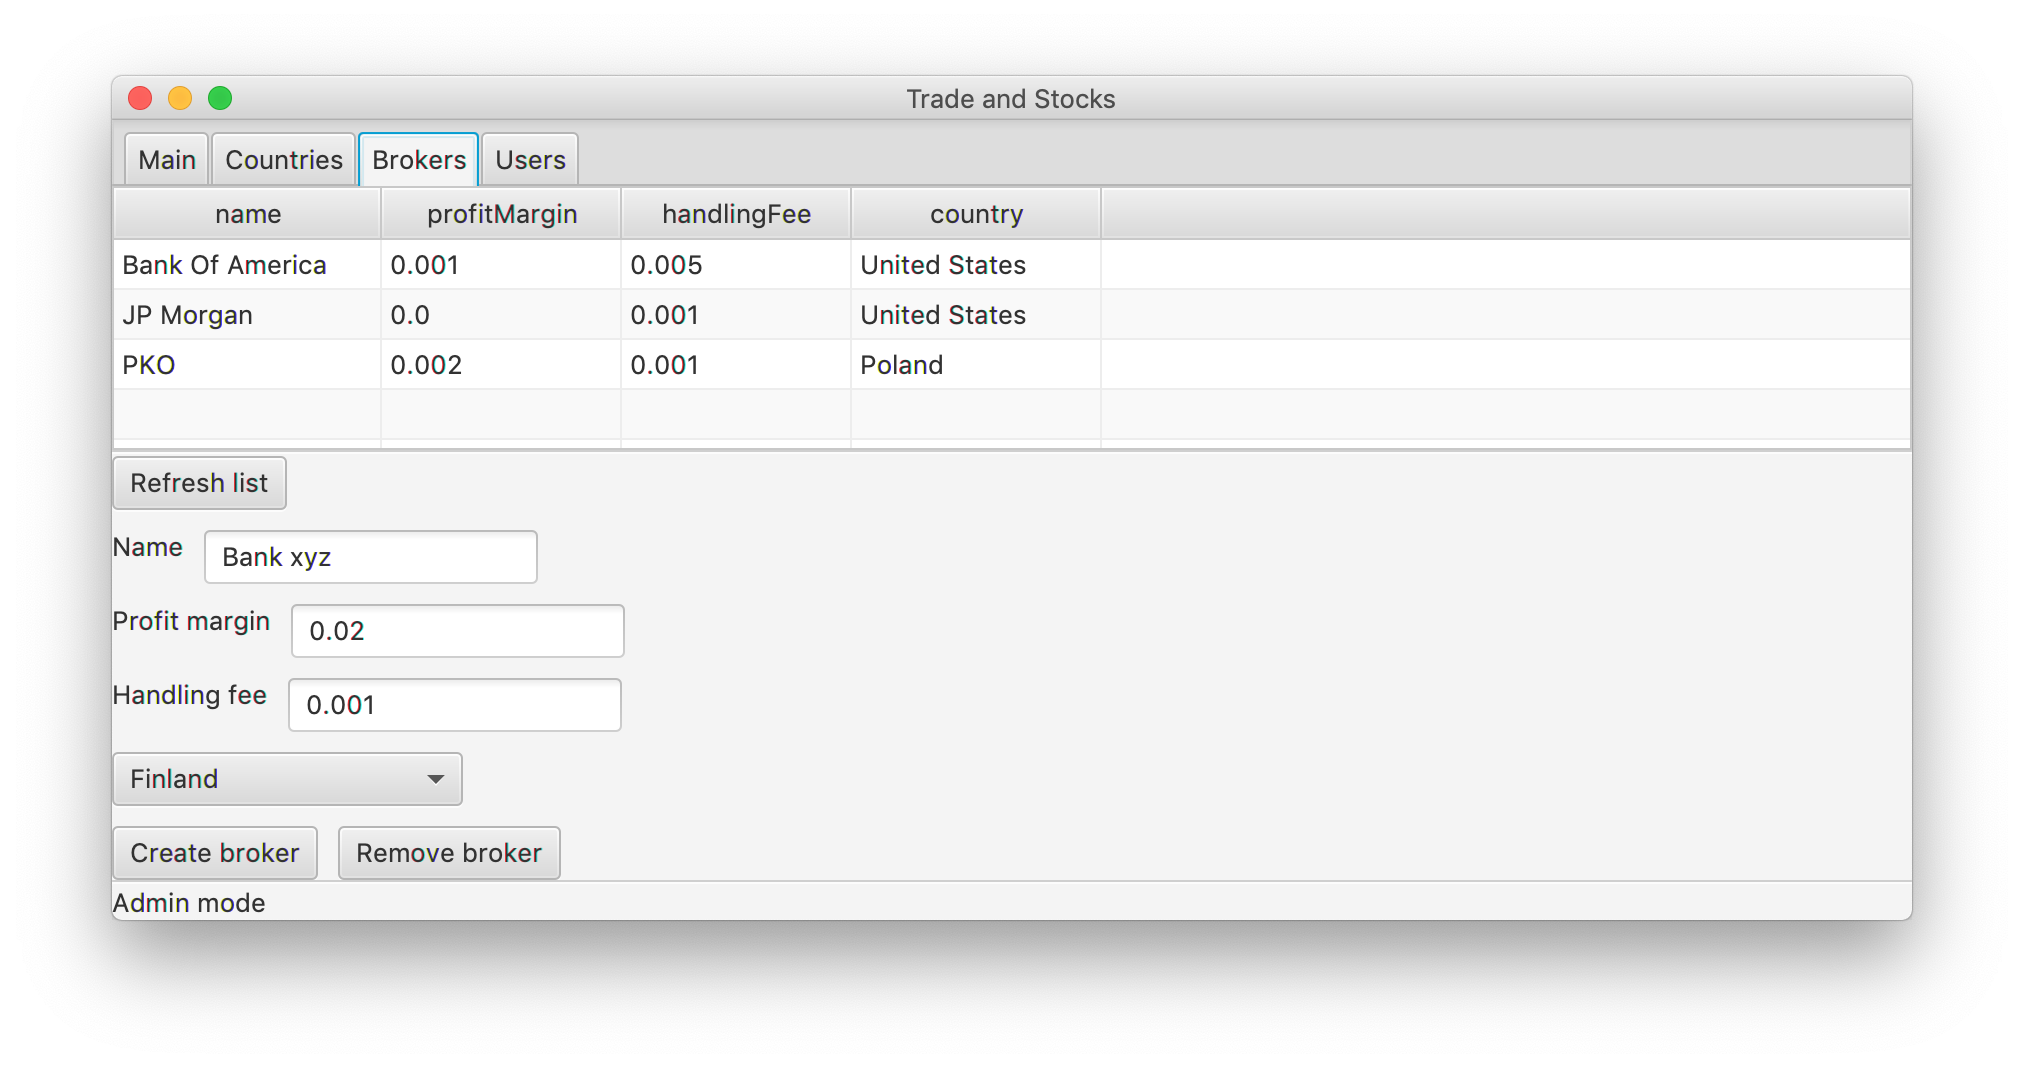 Trade and Stocks
Main Countries Brokers Users
name profitMargin handlingFee country
Bank Of America 0.001 0.005 United States
JP Morgan 0.0 0.001 United States
PKO 0.002 0.001 Poland
Refresh list
Name Bank xyz
Profit margin 0.02
Handling fee 0.001
Finland
Create broker Remove broker
Admin mode